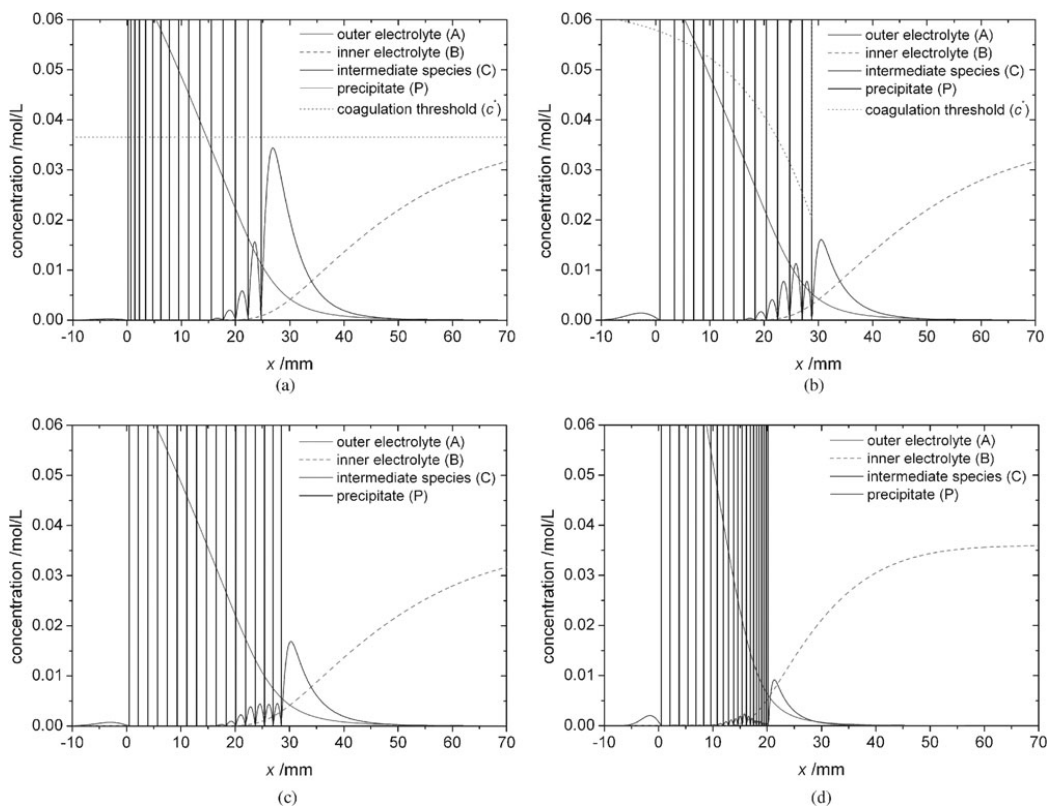 0.06
0.05
0.04
0.03
0.02
0.01
0.00
concentration /mol/L
outer electrolyte (A)
inner electrolyte (B)
intermediate species (C)
precipitate (P)
coagulation threshold (c*)
-10 0 10 20 30 40 50 60 70
x /mm
(a)
0.06
0.05
0.04
0.03
0.02
0.01
0.00
concentration /mol/L
outer electrolyte (A)
inner electrolyte (B)
intermediate species (C)
precipitate (P)
coagulation threshold (c*)
-10 0 10 20 30 40 50 60 70
x /mm
(b)
0.06
0.05
0.04
0.03
0.02
0.01
0.00
concentration /mol/L
outer electrolyte (A)
inner electrolyte (B)
intermediate species (C)
precipitate (P)
-10 0 10 20 30 40 50 60 70
x /mm
(c)
0.06
0.05
0.04
0.03
0.02
0.01
0.00
concentration /mol/L
outer electrolyte (A)
inner electrolyte (B)
intermediate species (C)
precipitate (P)
-10 0 10 20 30 40 50 60 70
x /mm
(d)